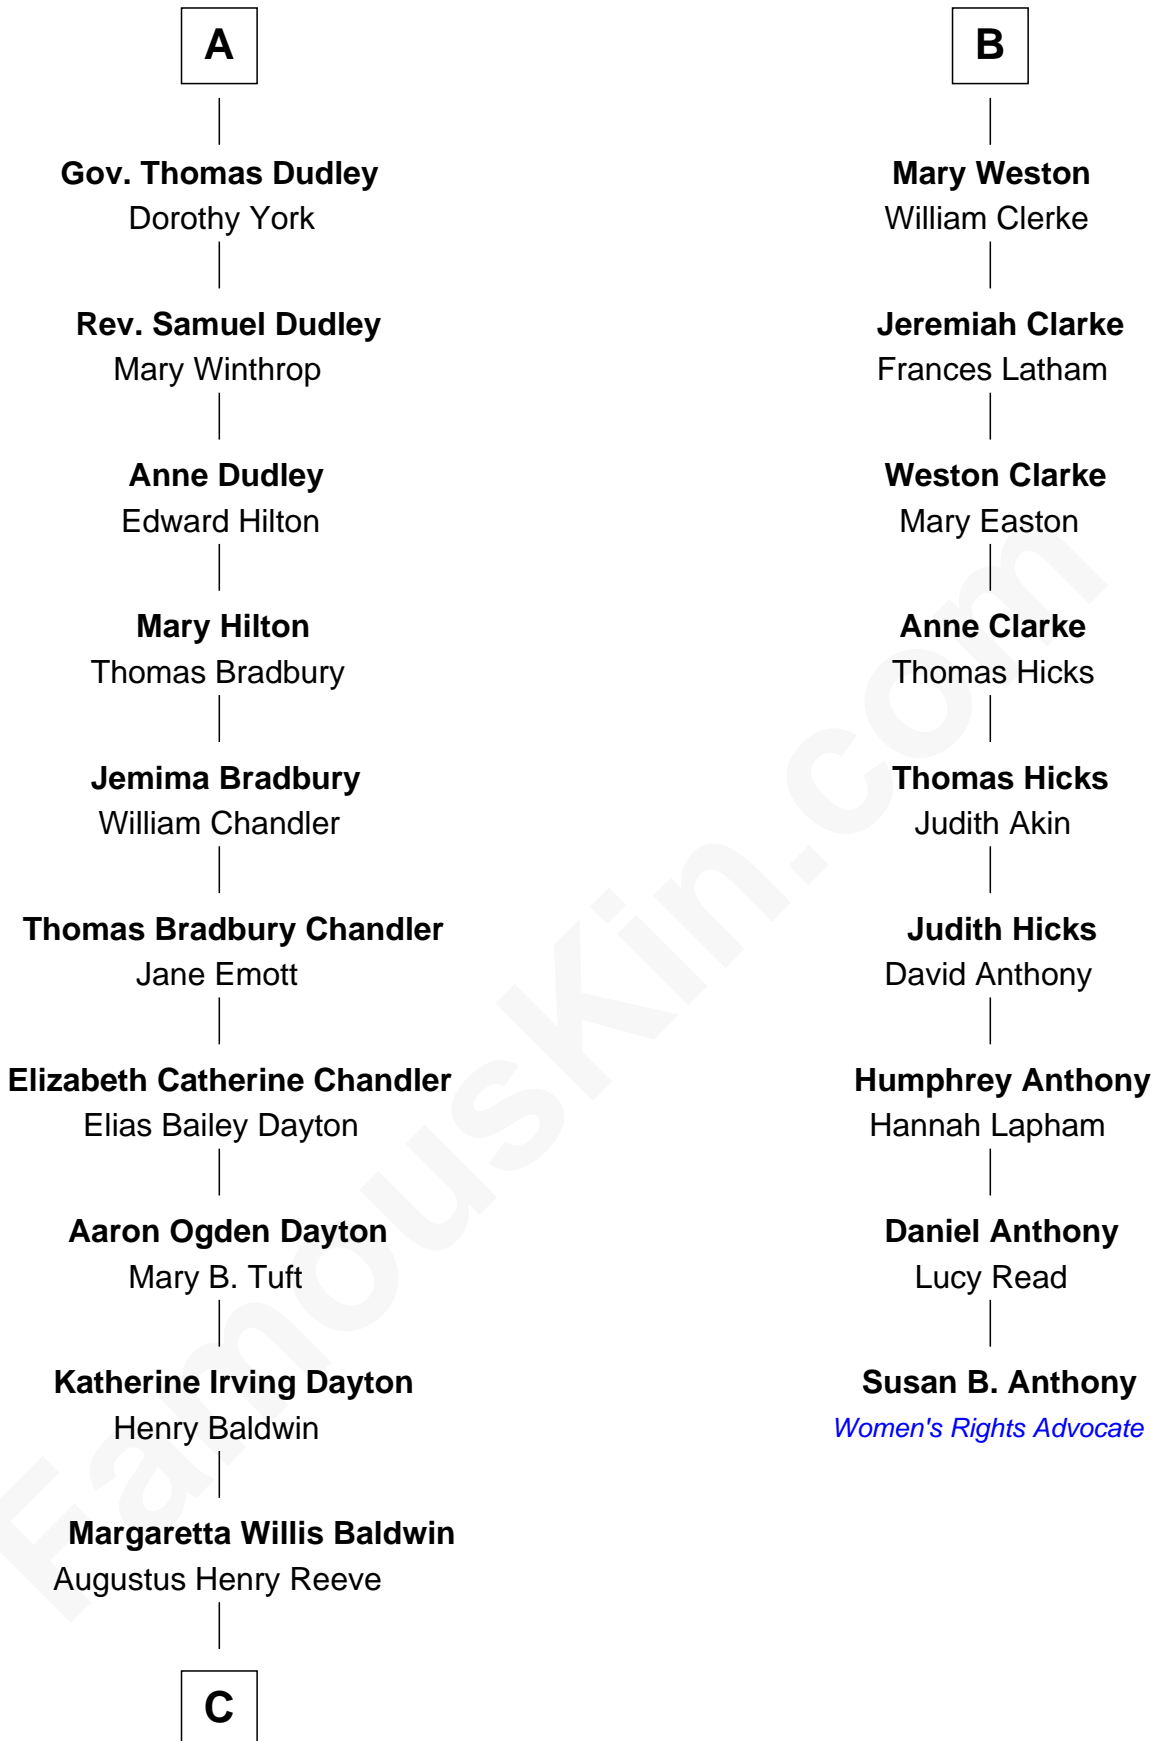 A
Gov. Thomas Dudley
Dorothy York
Rev. Samuel Dudley
Mary Winthrop
Anne Dudley
Edward Hilton
Mary Hilton
Thomas Bradbury
Jemima Bradbury
William Chandler
Thomas Bradbury Chandler
Jane Emott
Elizabeth Catherine Chandler
Elias Bailey Dayton
Aaron Ogden Dayton
Mary B. Tuft
Katherine Irving Dayton
Henry Baldwin
Margaretta Willis Baldwin
Augustus Henry Reeve
C
B
Mary Weston
William Clerke
Jeremiah Clarke
Frances Latham
Weston Clarke
Mary Easton
Anne Clarke
Thomas Hicks
Thomas Hicks
Judith Akin
Judith Hicks
David Anthony
Humphrey Anthony
Hannah Lapham
Daniel Anthony
Lucy Read
Susan B. Anthony
Women's Rights Advocate
FamousKin.com